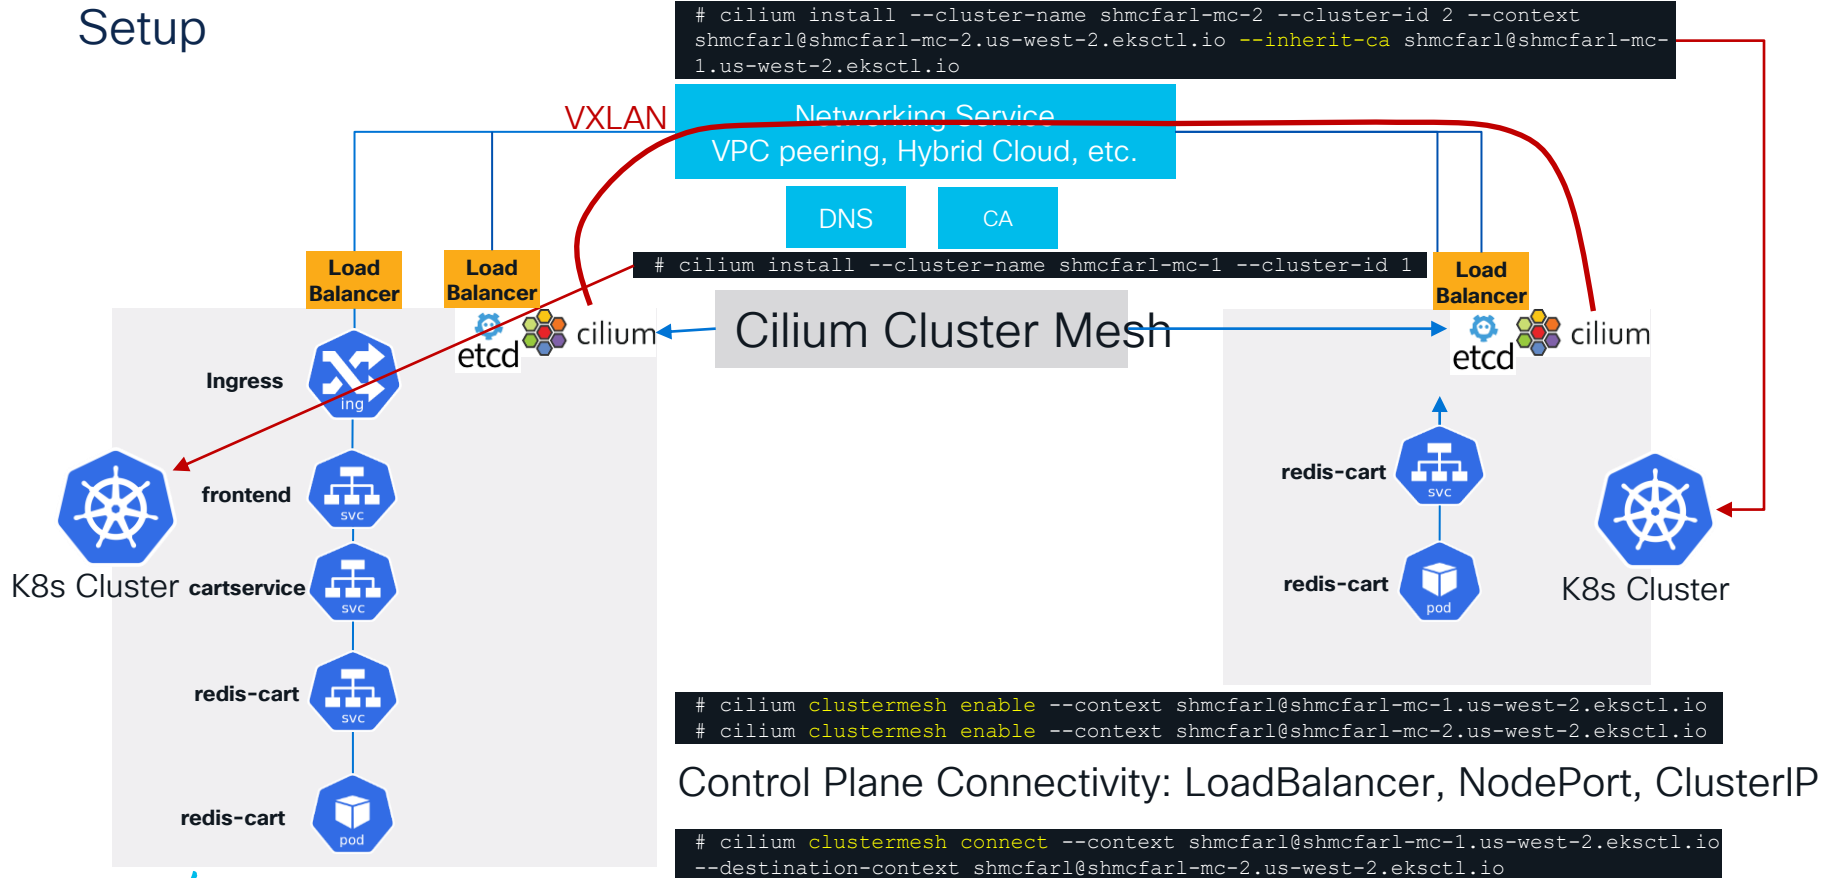 Setup
# cilium install --cluster-name shmcfarl-mc-2 --cluster-id 2 --context
shmcfarl@shmcfarl-mc-2.us-west-2.eksctl.io --inherit-ca shmcfarl@shmcfarl-mc-
1.us-west-2.eksctl.io
VXLAN
Networking Service
VPC peering, Hybrid Cloud, etc.
DNS
CA
Load
Balancer
Load
Balancer
# cilium install --cluster-name shmcfarl-mc-1 --cluster-id 1
Load
Balancer
etcd
cilium
Cilium Cluster Mesh
etcd
cilium
Ingress
ing
frontend
svc
K8s Cluster
cartservice
svc
redis-cart
svc
redis-cart
pod
redis-cart
svc
redis-cart
pod
K8s Cluster
# cilium clustermesh enable --context shmcfarl@shmcfarl-mc-1.us-west-2.eksctl.io
# cilium clustermesh enable --context shmcfarl@shmcfarl-mc-2.us-west-2.eksctl.io
Control Plane Connectivity: LoadBalancer, NodePort, ClusterIP
# cilium clustermesh connect --context shmcfarl@shmcfarl-mc-1.us-west-2.eksctl.io
--destination-context shmcfarl@shmcfarl-mc-2.us-west-2.eksctl.io